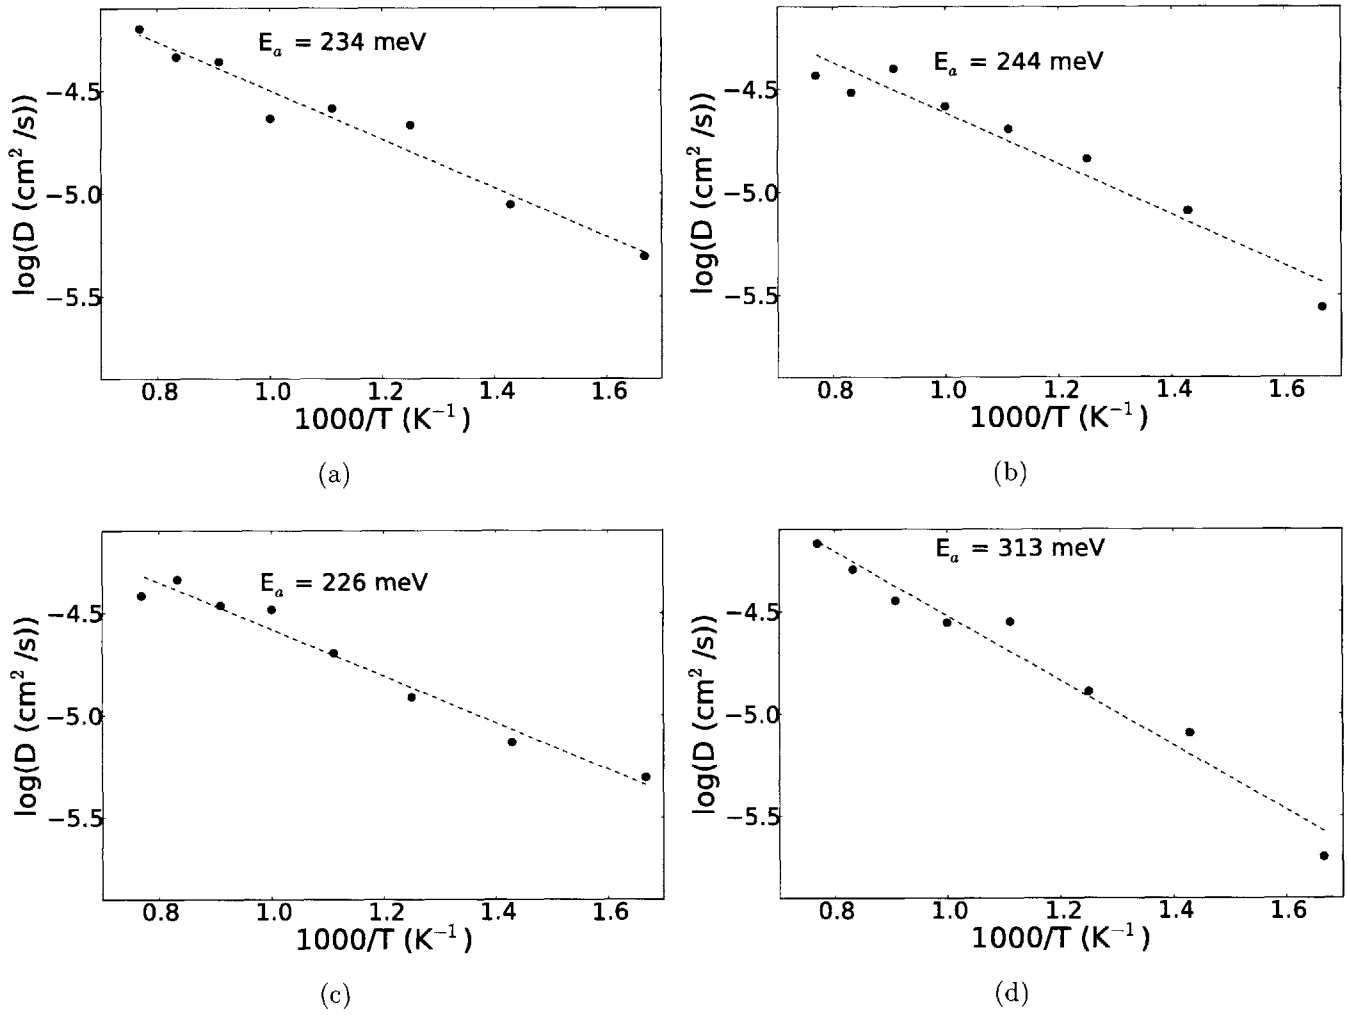 E_a = 234 meV
log(D (cm² /s))
−4.5
−5.0
−5.5
0.8 1.0 1.2 1.4 1.6
1000/T (K⁻¹)
(a)
E_a = 244 meV
log(D (cm² /s))
−4.5
−5.0
−5.5
0.8 1.0 1.2 1.4 1.6
1000/T (K⁻¹)
(b)
E_a = 226 meV
log(D (cm² /s))
−4.5
−5.0
−5.5
0.8 1.0 1.2 1.4 1.6
1000/T (K⁻¹)
(c)
E_a = 313 meV
log(D (cm² /s))
−4.5
−5.0
−5.5
0.8 1.0 1.2 1.4 1.6
1000/T (K⁻¹)
(d)